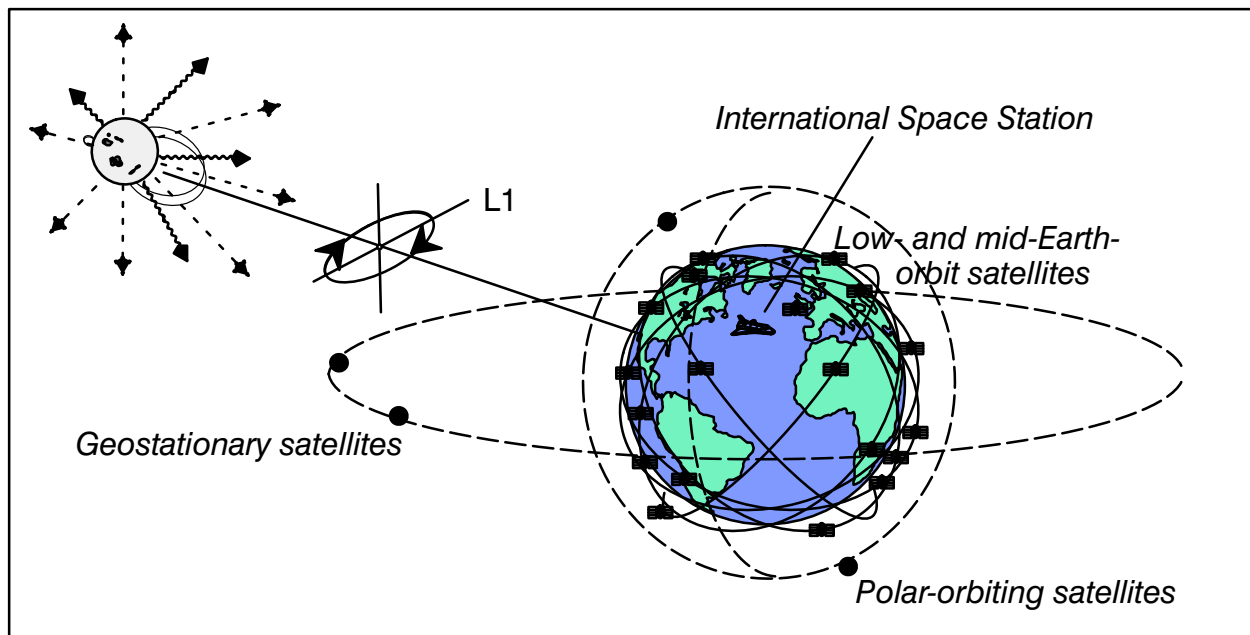 International Space Station
L1
Low- and mid-Earth-
orbit satellites
Geostationary satellites
Polar-orbiting satellites